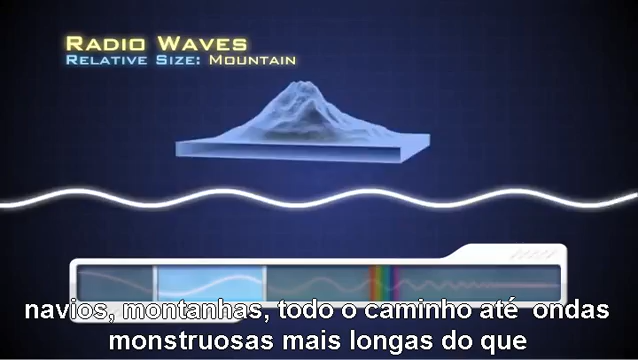 Radio Waves
Relative Size: Mountain
navios, montanhas, todo o caminho até ondas
monstruosas mais longas do que